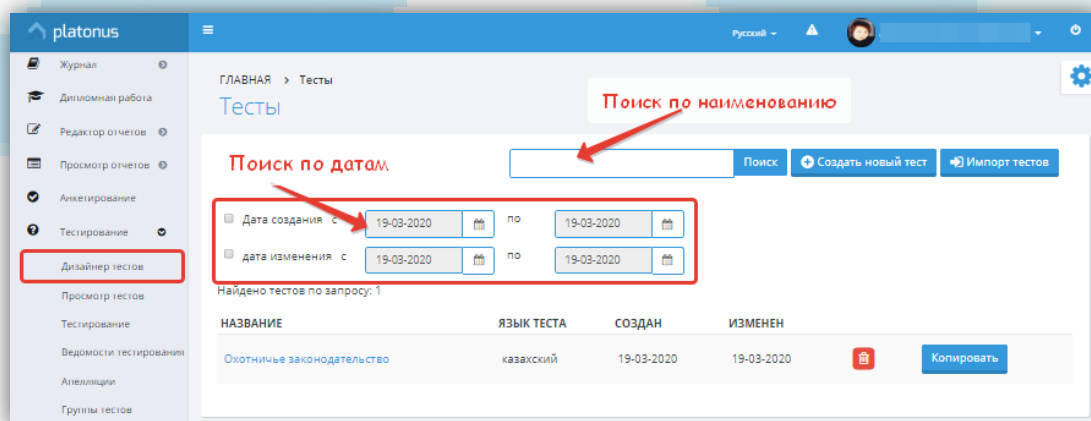 platonus
Русский
Журнал
Дипломная работа
Редактор отчетов
Просмотр отчетов
Анкетирование
Тестирование
Дизайнер тестов
Просмотр тестов
Тестирование
Ведомости тестирования
Апелляции
Группы тестов
ГЛАВНАЯ > Тесты
Тесты
Поиск по наименованию
Поиск по датам
Поиск
Создать новый тест
Импорт тестов
Дата создания с 19-03-2020 по 19-03-2020
дата изменения с 19-03-2020 по 19-03-2020
Найдено тестов по запросу: 1
НАЗВАНИЕ ЯЗЫК ТЕСТА СОЗДАН ИЗМЕНЕН
Охотничье законодательство казахский 19-03-2020 19-03-2020 Копировать